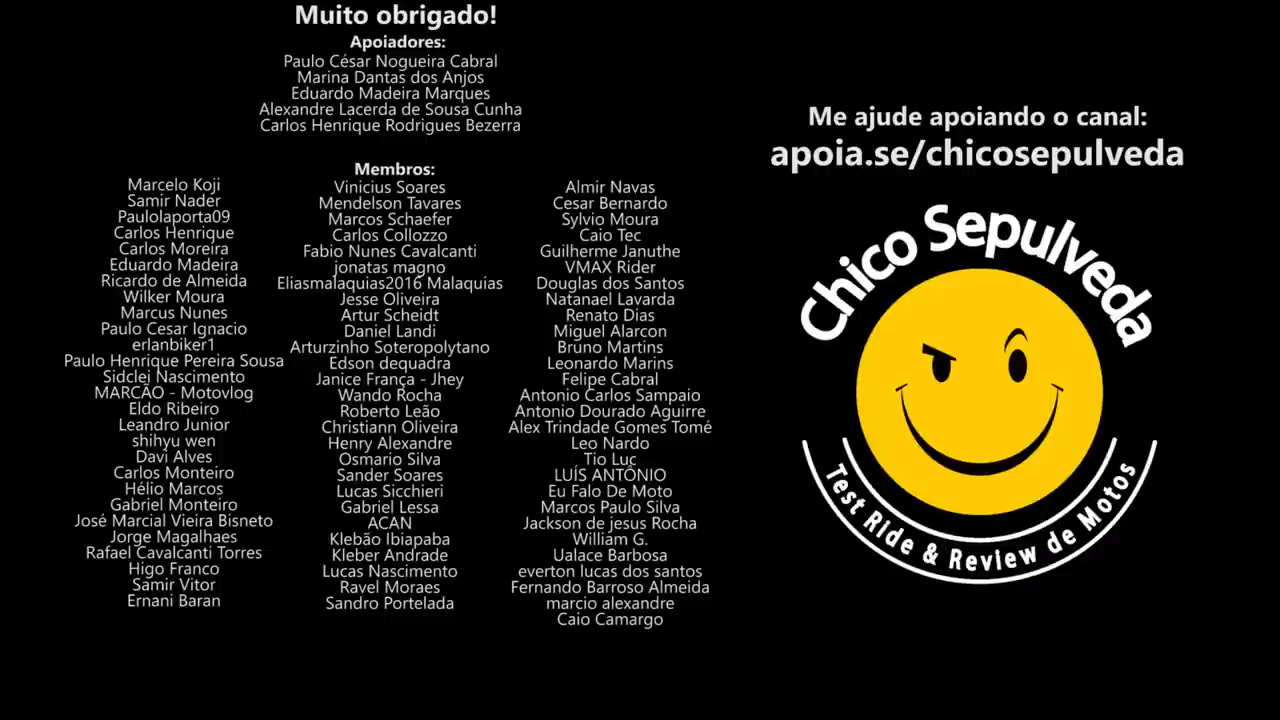 Muito obrigado!
Apoiadores:
Paulo César Nogueira Cabral
Marina Dantas dos Anjos
Eduardo Madeira Marques
Alexandre Lacerda de Sousa Cunha
Carlos Henrique Rodrigues Bezerra
Membros:
Marcelo Koji
Samir Nader
Paulolaporta09
Carlos Henrique
Carlos Moreira
Eduardo Madeira
Ricardo de Almeida
Wilker Moura
Marcus Nunes
Paulo Cesar Ignacio
erlanbiker1
Paulo Henrique Pereira Sousa
Sidclei Nascimento
MARCÃO - Motovlog
Eldo Ribeiro
Leandro Junior
shihyu wen
Davi Alves
Carlos Monteiro
Hélio Marcos
Gabriel Monteiro
José Marcial Vieira Bisneto
Jorge Magalhaes
Rafael Cavalcanti Torres
Higo Franco
Samir Vitor
Ernani Baran
Vinicius Soares
Mendelson Tavares
Marcos Schaefer
Carlos Collozzo
Fabio Nunes Cavalcanti
jonatas magno
Eliasmalaquias2016 Malaquias
Jesse Oliveira
Artur Scheidt
Daniel Landi
Arturzinho Soteropolytano
Edson dequadra
Janice França - Jhey
Wando Rocha
Roberto Leão
Christiann Oliveira
Henry Alexandre
Osmario Silva
Sander Soares
Lucas Sicchieri
Gabriel Lessa
ACAN
Klebão Ibiapaba
Kleber Andrade
Lucas Nascimento
Ravel Moraes
Sandro Portelada
Almir Navas
Cesar Bernardo
Sylvio Moura
Caio Tec
Guilherme Januthe
VMAX Rider
Douglas dos Santos
Natanael Lavarda
Renato Dias
Miguel Alarcon
Bruno Martins
Leonardo Marins
Felipe Cabral
Antonio Carlos Sampaio
Antonio Dourado Aguirre
Alex Trindade Gomes Tomé
Leo Nardo
Tio Luc
LUÍS ANTÔNIO
Eu Falo De Moto
Marcos Paulo Silva
Jackson de jesus Rocha
William G.
Ualace Barbosa
everton lucas dos santos
Fernando Barroso Almeida
marcio alexandre
Caio Camargo
Me ajude apoiando o canal:
apoia.se/chicosepulveda
Chico Sepulveda
Test Ride & Review de Motos